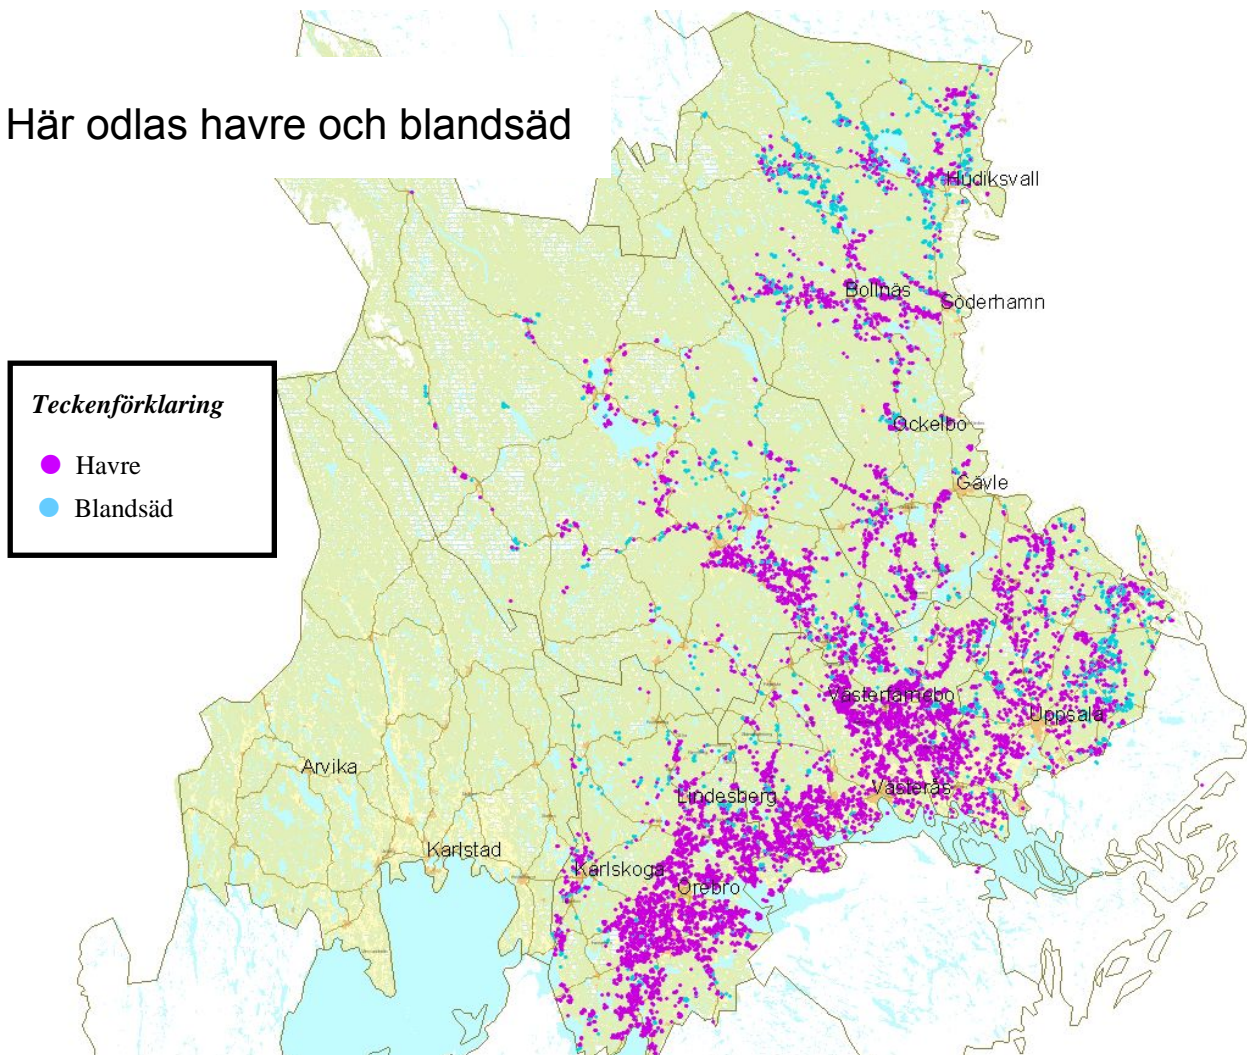 Här odlas havre och blandsäd
Teckenförklaring
Havre
Blandsäd
Hudiksvall
Bollnäs
Söderhamn
Ockelbo
Gävle
Västerfärnebo
Uppsala
Arvika
Västerås
Lindesberg
Karlstad
Karlskoga
Örebro